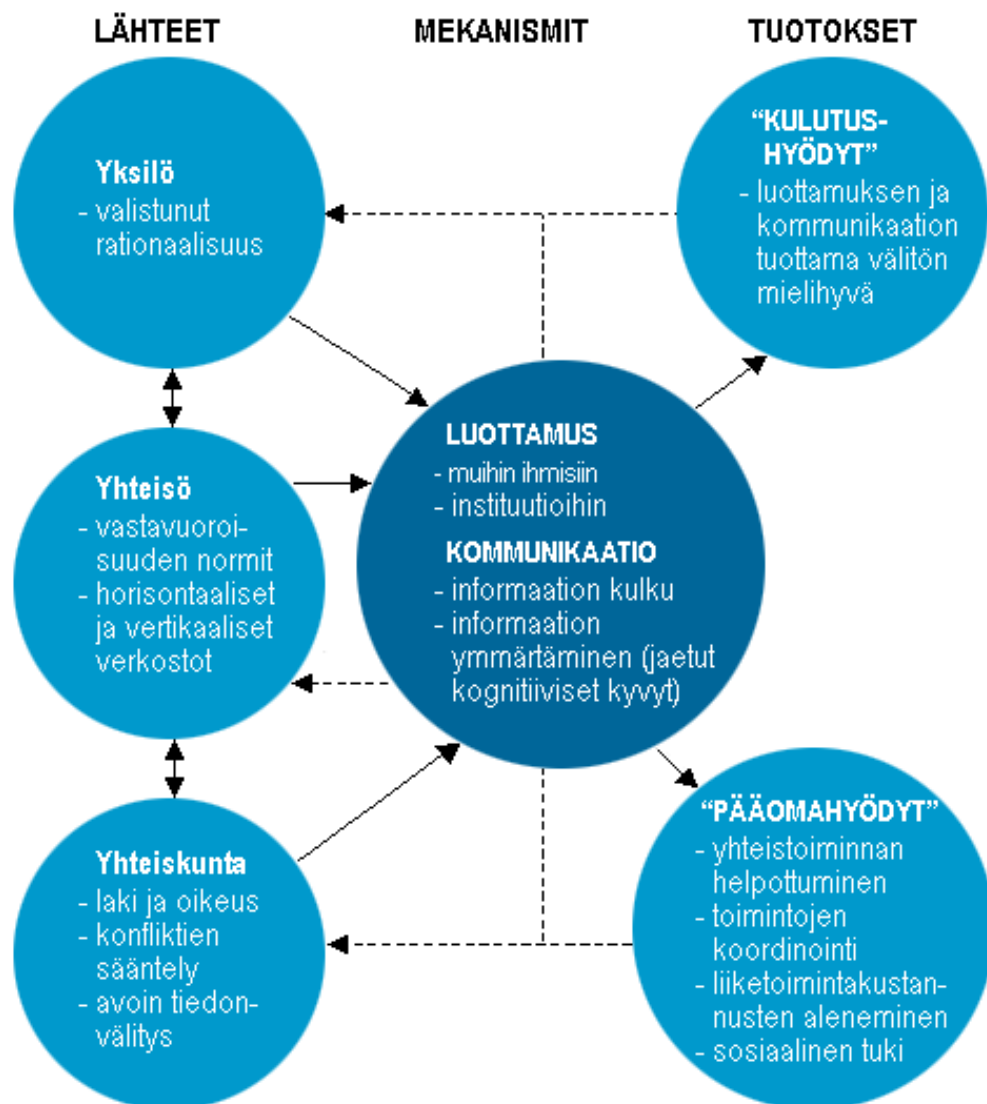 LÄHTEET
MEKANISMIT
TUOTOKSET
Yksilö
- valistunut
rationaalisuus
"KULUTUS-
HYÖDYT"
- luottamuksen ja
kommunikaation
tuottama välitön
mielihyvä
Yhteisö
- vastavuoroi-
suuden normit
- horisontaaliset
ja vertikaaliset
verkostot
LUOTTAMUS
- muihin ihmisiin
- instituutioihin
KOMMUNIKAATIO
- informaation kulku
- informaation
ymmärtäminen (jaetut
kognitiiviset kyvyt)
Yhteiskunta
- laki ja oikeus
- konfliktien
sääntely
- avoin tiedon-
välitys
"PÄÄOMAHYÖDYT"
- yhteistoiminnan
helpottuminen
- toimintojen
koordinointi
- liiketoimintakustan-
nusten aleneminen
- sosiaalinen tuki